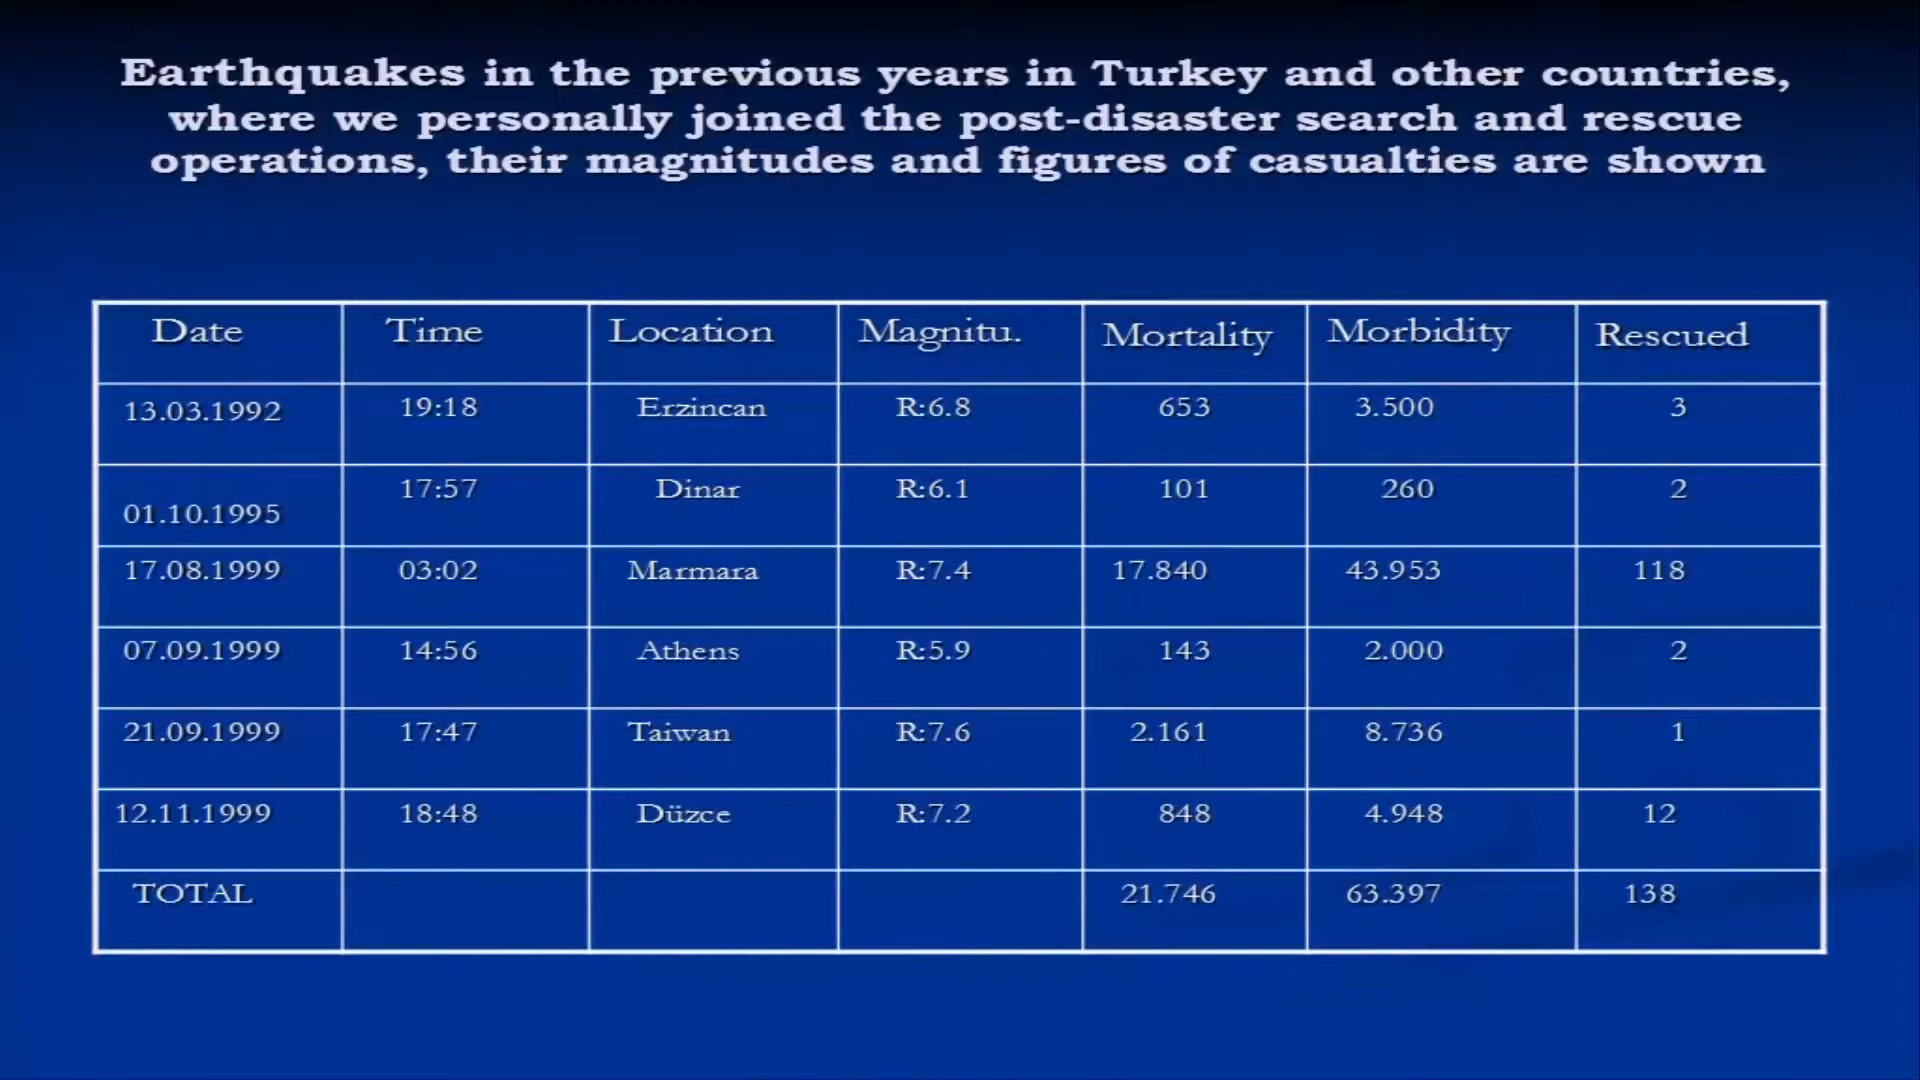 Earthquakes in the previous years in Turkey and other countries,
where we personally joined the post-disaster search and rescue
operations, their magnitudes and figures of casualties are shown
Date Time Location Magnitu. Mortality Morbidity Rescued
13.03.1992 19:18 Erzincan R:6.8 653 3.500 3
01.10.1995 17:57 Dinar R:6.1 101 260 2
17.08.1999 03:02 Marmara R:7.4 17.840 43.953 118
07.09.1999 14:56 Athens R:5.9 143 2.000 2
21.09.1999 17:47 Taiwan R:7.6 2.161 8.736 1
12.11.1999 18:48 Düzce R:7.2 848 4.948 12
TOTAL 21.746 63.397 138